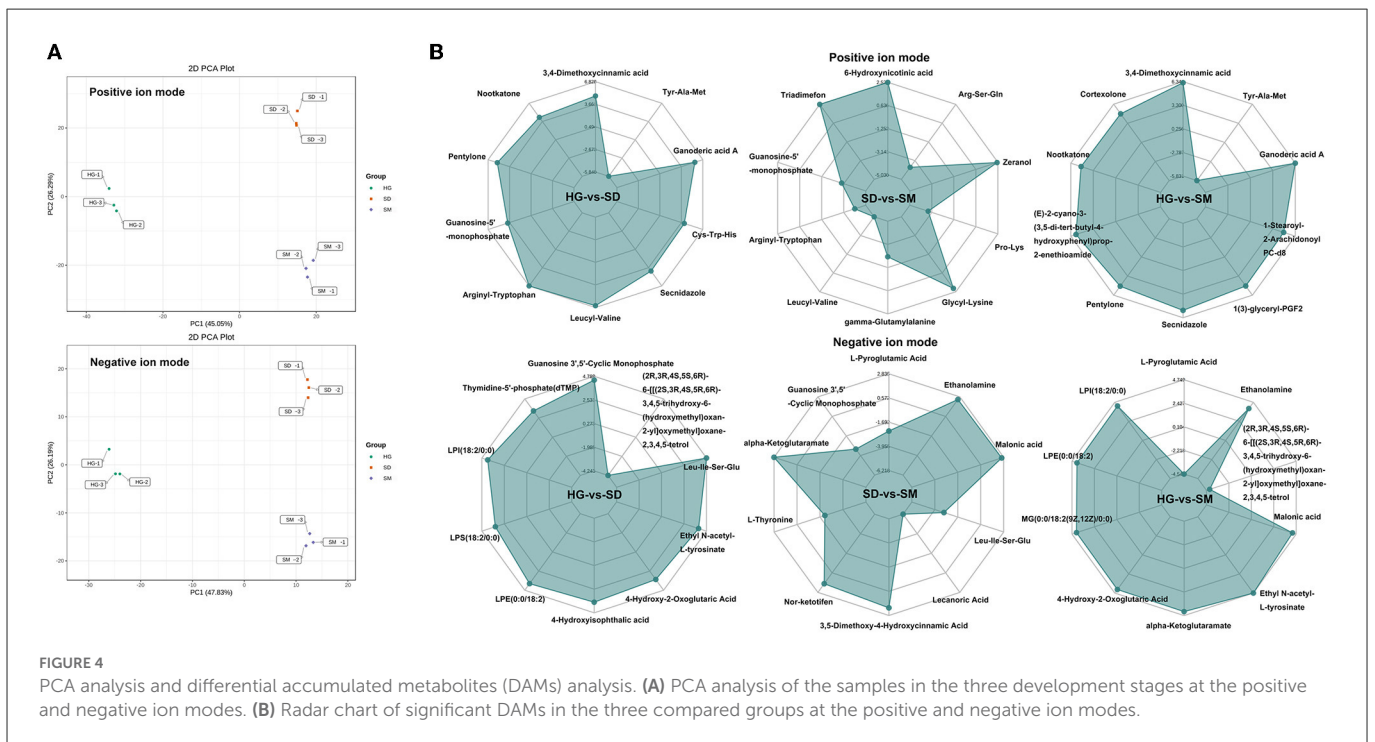 A
2D PCA Plot
Positive ion mode
SD -1
SD -2
SD -3
HG-1
HG-3
HG-2
SM -3
SM -2
SM -1
PC2 (26.29%)
20
0
-20
-40
-20
0
20
PC1 (45.05%)
Group
HG
SD
SM
2D PCA Plot
Negative ion mode
SD -1
SD -2
SD -3
HG-1
HG-3
HG-2
SM -3
SM -1
SM -2
PC2 (26.19%)
20
10
0
-10
-20
-30
-20
-10
0
10
20
PC1 (47.83%)
Group
HG
SD
SM
B
Positive ion mode
3,4-Dimethoxycinnamic acid
Tyr-Ala-Met
Ganoderic acid A
Cys-Trp-His
Secnidazole
Leucyl-Valine
Arginyl-Tryptophan
Guanosine-5'
-monophosphate
Pentylone
Nootkatone
HG-vs-SD
6-Hydroxynicotinic acid
Arg-Ser-Gln
Zeranol
Pro-Lys
Glycyl-Lysine
gamma-Glutamylalanine
Leucyl-Valine
Arginyl-Tryptophan
Guanosine-5'
-monophosphate
Triadimefon
SD-vs-SM
3,4-Dimethoxycinnamic acid
Tyr-Ala-Met
Ganoderic acid A
1-Stearoyl-
2-Arachidonoyl
PC-d8
1(3)-glyceryl-PGF2
Secnidazole
Pentylone
(E)-2-cyano-3-
(3,5-di-tert-butyl-4-
hydroxyphenyl)prop-
2-enethioamide
Nootkatone
Cortexolone
HG-vs-SM
Negative ion mode
Guanosine 3',5'-Cyclic Monophosphate
(2R,3R,4S,5S,6R)-
6-[[(2S,3R,4S,5R,6R)-
3,4,5-trihydroxy-6-
(hydroxymethyl)oxan-
2-yl]oxymethyl]oxane-
2,3,4,5-tetrol
Leu-Ile-Ser-Glu
Ethyl N-acetyl-
L-tyrosinate
4-Hydroxy-2-Oxoglutaric Acid
4-Hydroxyisophthalic acid
LPE(0:0/18:2)
LPS(18:2/0:0)
LPI(18:2/0:0)
Thymidine-5'-phosphate(dTMP)
HG-vs-SD
L-Pyroglutamic Acid
Ethanolamine
Malonic acid
Leu-Ile-Ser-Glu
Lecanoric Acid
3,5-Dimethoxy-4-Hydroxycinnamic Acid
Nor-ketotifen
L-Thyronine
alpha-Ketoglutaramate
Guanosine 3',5'
-Cyclic Monophosphate
SD-vs-SM
L-Pyroglutamic Acid
Ethanolamine
(2R,3R,4S,5S,6R)-
6-[[(2S,3R,4S,5R,6R)-
3,4,5-trihydroxy-6-
(hydroxymethyl)oxan-
2-yl]oxymethyl]oxane-
2,3,4,5-tetrol
Malonic acid
Ethyl N-acetyl-
L-tyrosinate
alpha-Ketoglutaramate
4-Hydroxy-2-Oxoglutaric Acid
MG(0:0/18:2(9Z,12Z)/0:0)
LPE(0:0/18:2)
LPI(18:2/0:0)
HG-vs-SM
FIGURE 4
PCA analysis and differential accumulated metabolites (DAMs) analysis. (A) PCA analysis of the samples in the three development stages at the positive
and negative ion modes. (B) Radar chart of significant DAMs in the three compared groups at the positive and negative ion modes.